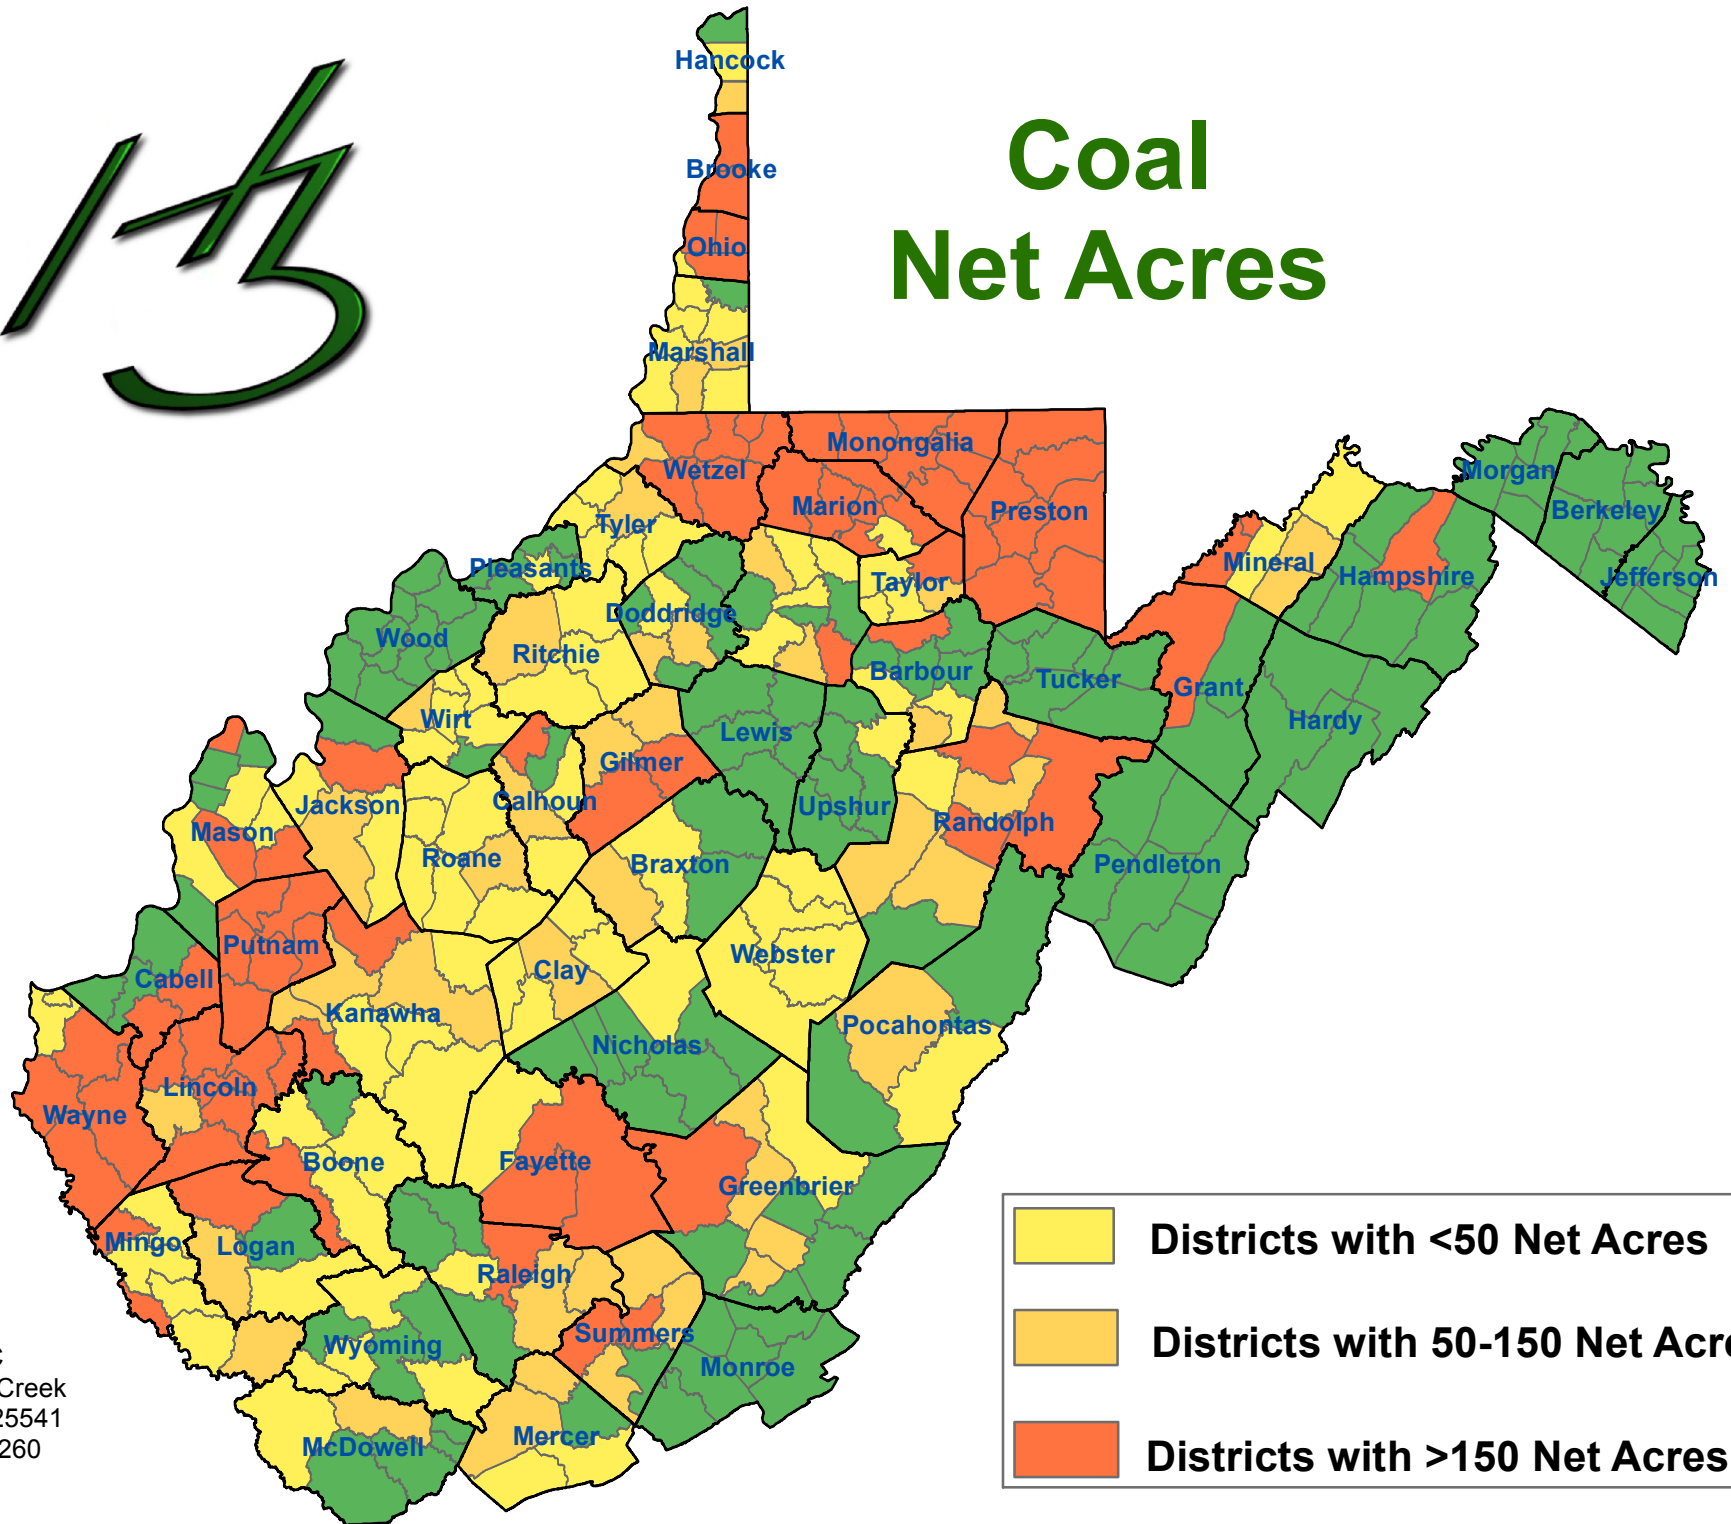 Coal
Net Acres
Hancock
Brooke
Ohio
Marshall
Wetzel
Monongalia
Marion
Preston
Tyler
Pleasants
Taylor
Doddridge
Wood
Ritchie
Wirt
Barbour
Tucker
Mineral
Hampshire
Morgan
Berkeley
Jefferson
Grant
Hardy
Lewis
Gilmer
Calhoun
Jackson
Mason
Roane
Braxton
Upshur
Randolph
Pendleton
Putnam
Cabell
Clay
Webster
Kanawha
Nicholas
Pocahontas
Lincoln
Wayne
Boone
Fayette
Greenbrier
Mingo
Logan
Raleigh
Summers
Wyoming
Monroe
Mercer
McDowell
Creek
25541
260
Districts with <50 Net Acres
Districts with 50-150 Net Acre
Districts with >150 Net Acres